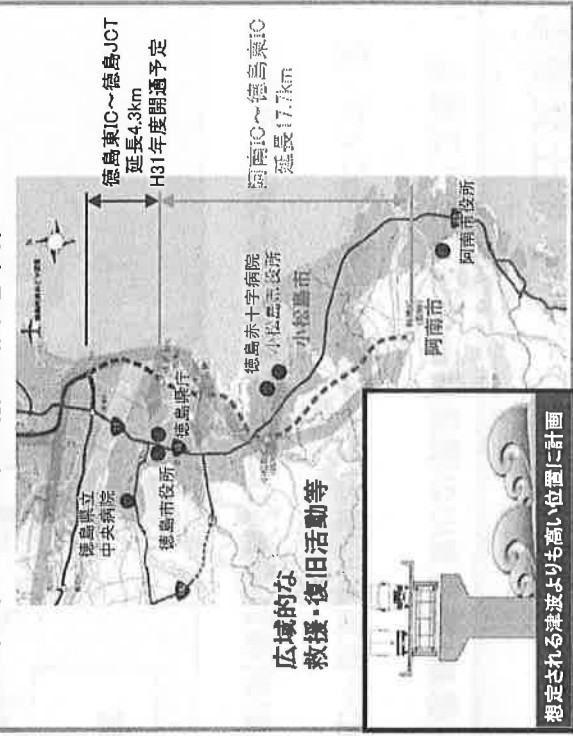 徳島東IC～徳島JCT
延長4.3km
H31年度開通予定
阿南IC～徳島東IC
延長17.7km
徳島県立
中央病院
徳島市役所
徳島県庁
徳島赤十字病院
小松島市役所
小松島市
阿南市
阿南市役所
広域的な
救援・復旧活動等
想定される津波よりも高い位置に計画